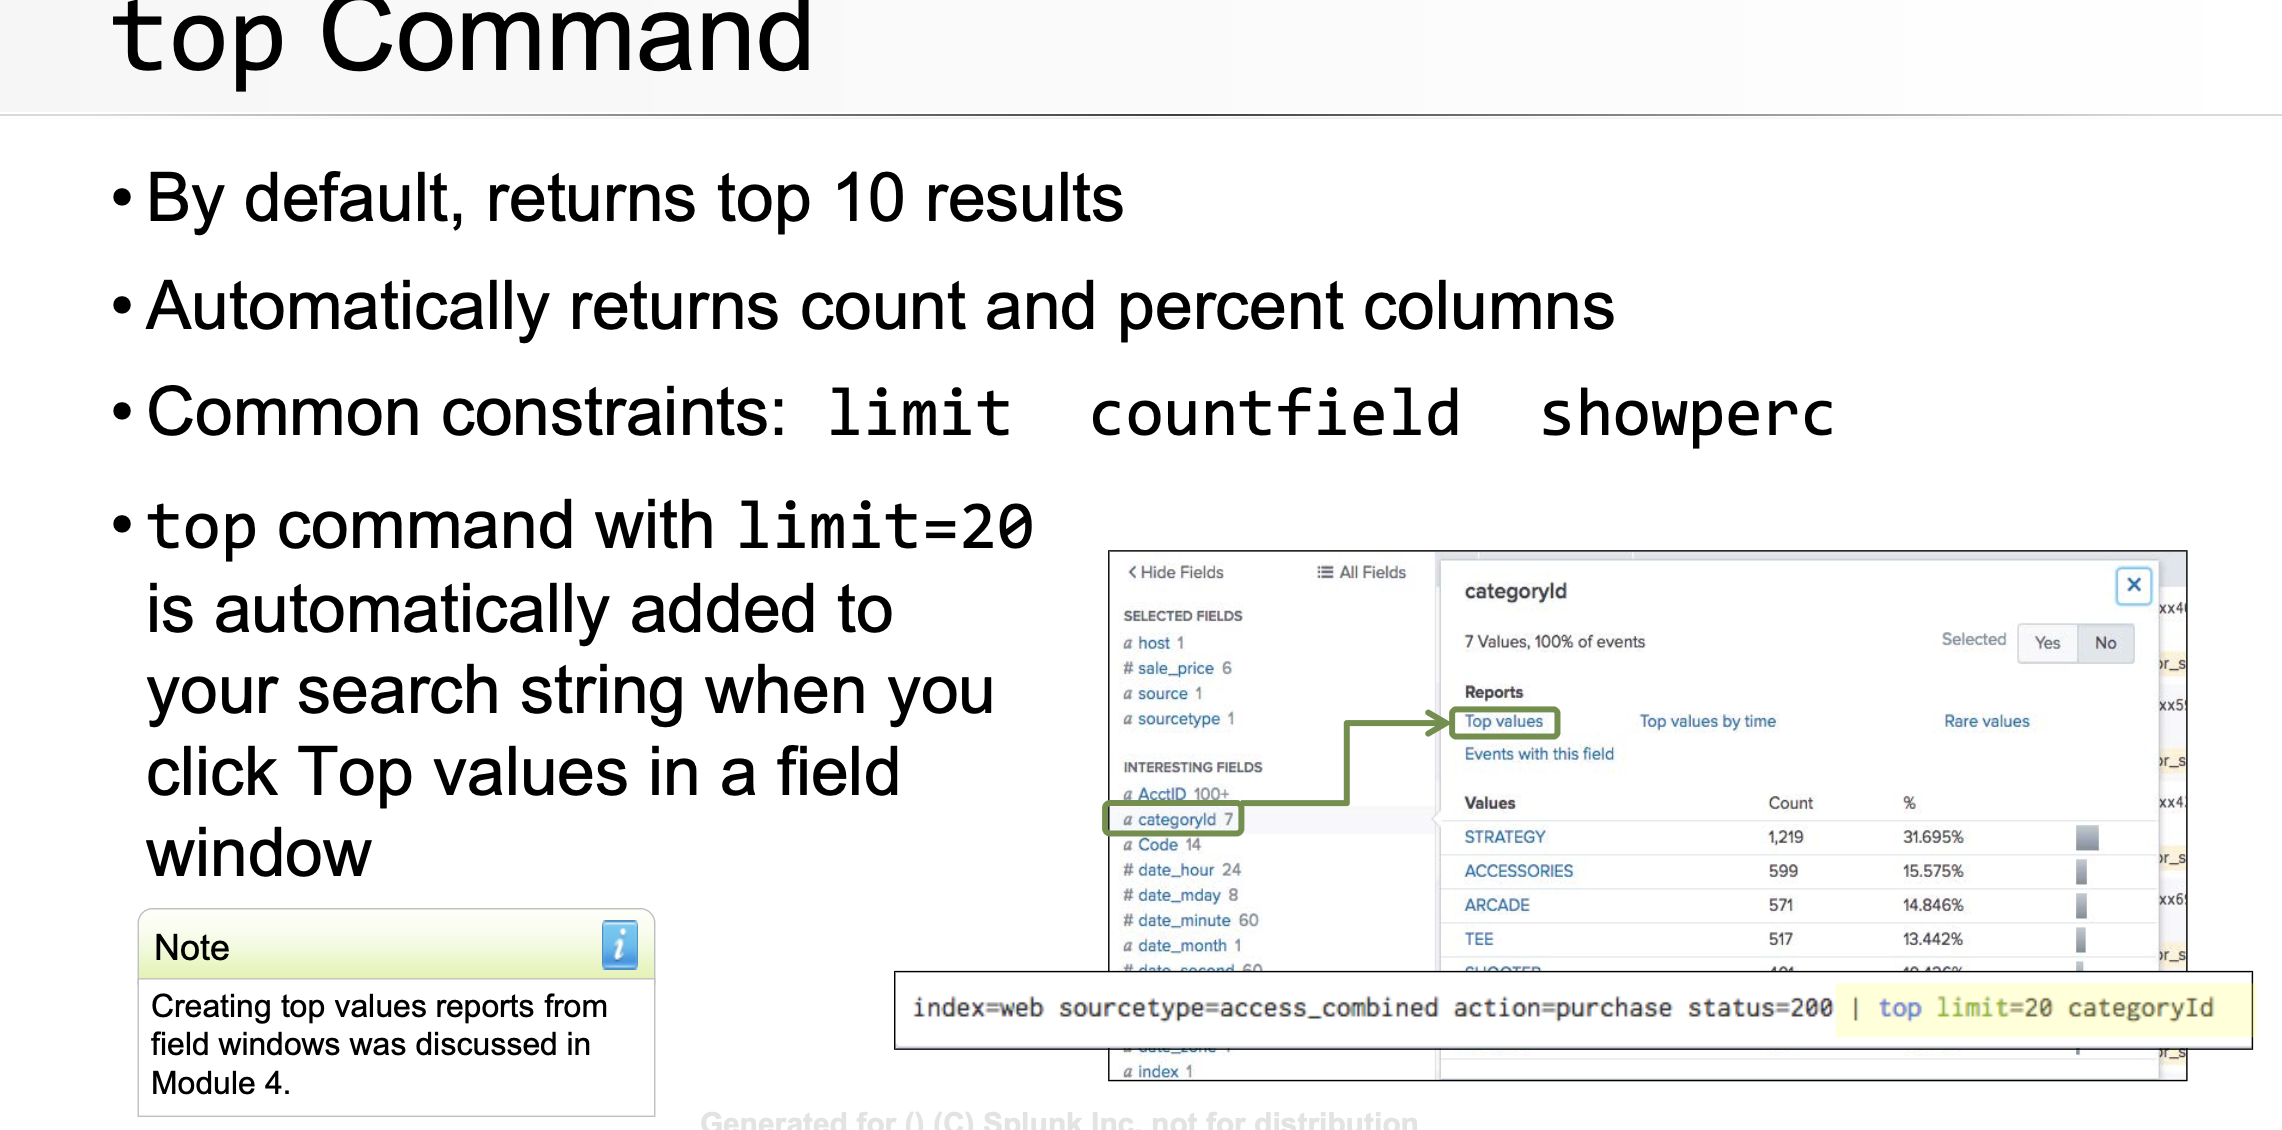 top Command
• By default, returns top 10 results
• Automatically returns count and percent columns
• Common constraints: limit countfield showperc
• top command with limit=20
is automatically added to
your search string when you
click Top values in a field
window
Note
i
Creating top values reports from
field windows was discussed in
Module 4.
< Hide Fields
All Fields
SELECTED FIELDS
a host 1
# sale_price 6
a source 1
a sourcetype 1
INTERESTING FIELDS
a AcctID 100+
a categoryId 7
a Code 14
# date_hour 24
# date_mday 8
# date_minute 60
a date_month 1
# date_second 60
a index 1
categoryId
7 Values, 100% of events
Selected Yes No
Reports
Top values Top values by time Rare values
Events with this field
Values Count %
STRATEGY 1,219 31.695%
ACCESSORIES 599 15.575%
ARCADE 571 14.846%
TEE 517 13.442%
SHOOTER
index=web sourcetype=access_combined action=purchase status=200 | top limit=20 categoryId
Generated for () (C) Splunk Inc, not for distribution